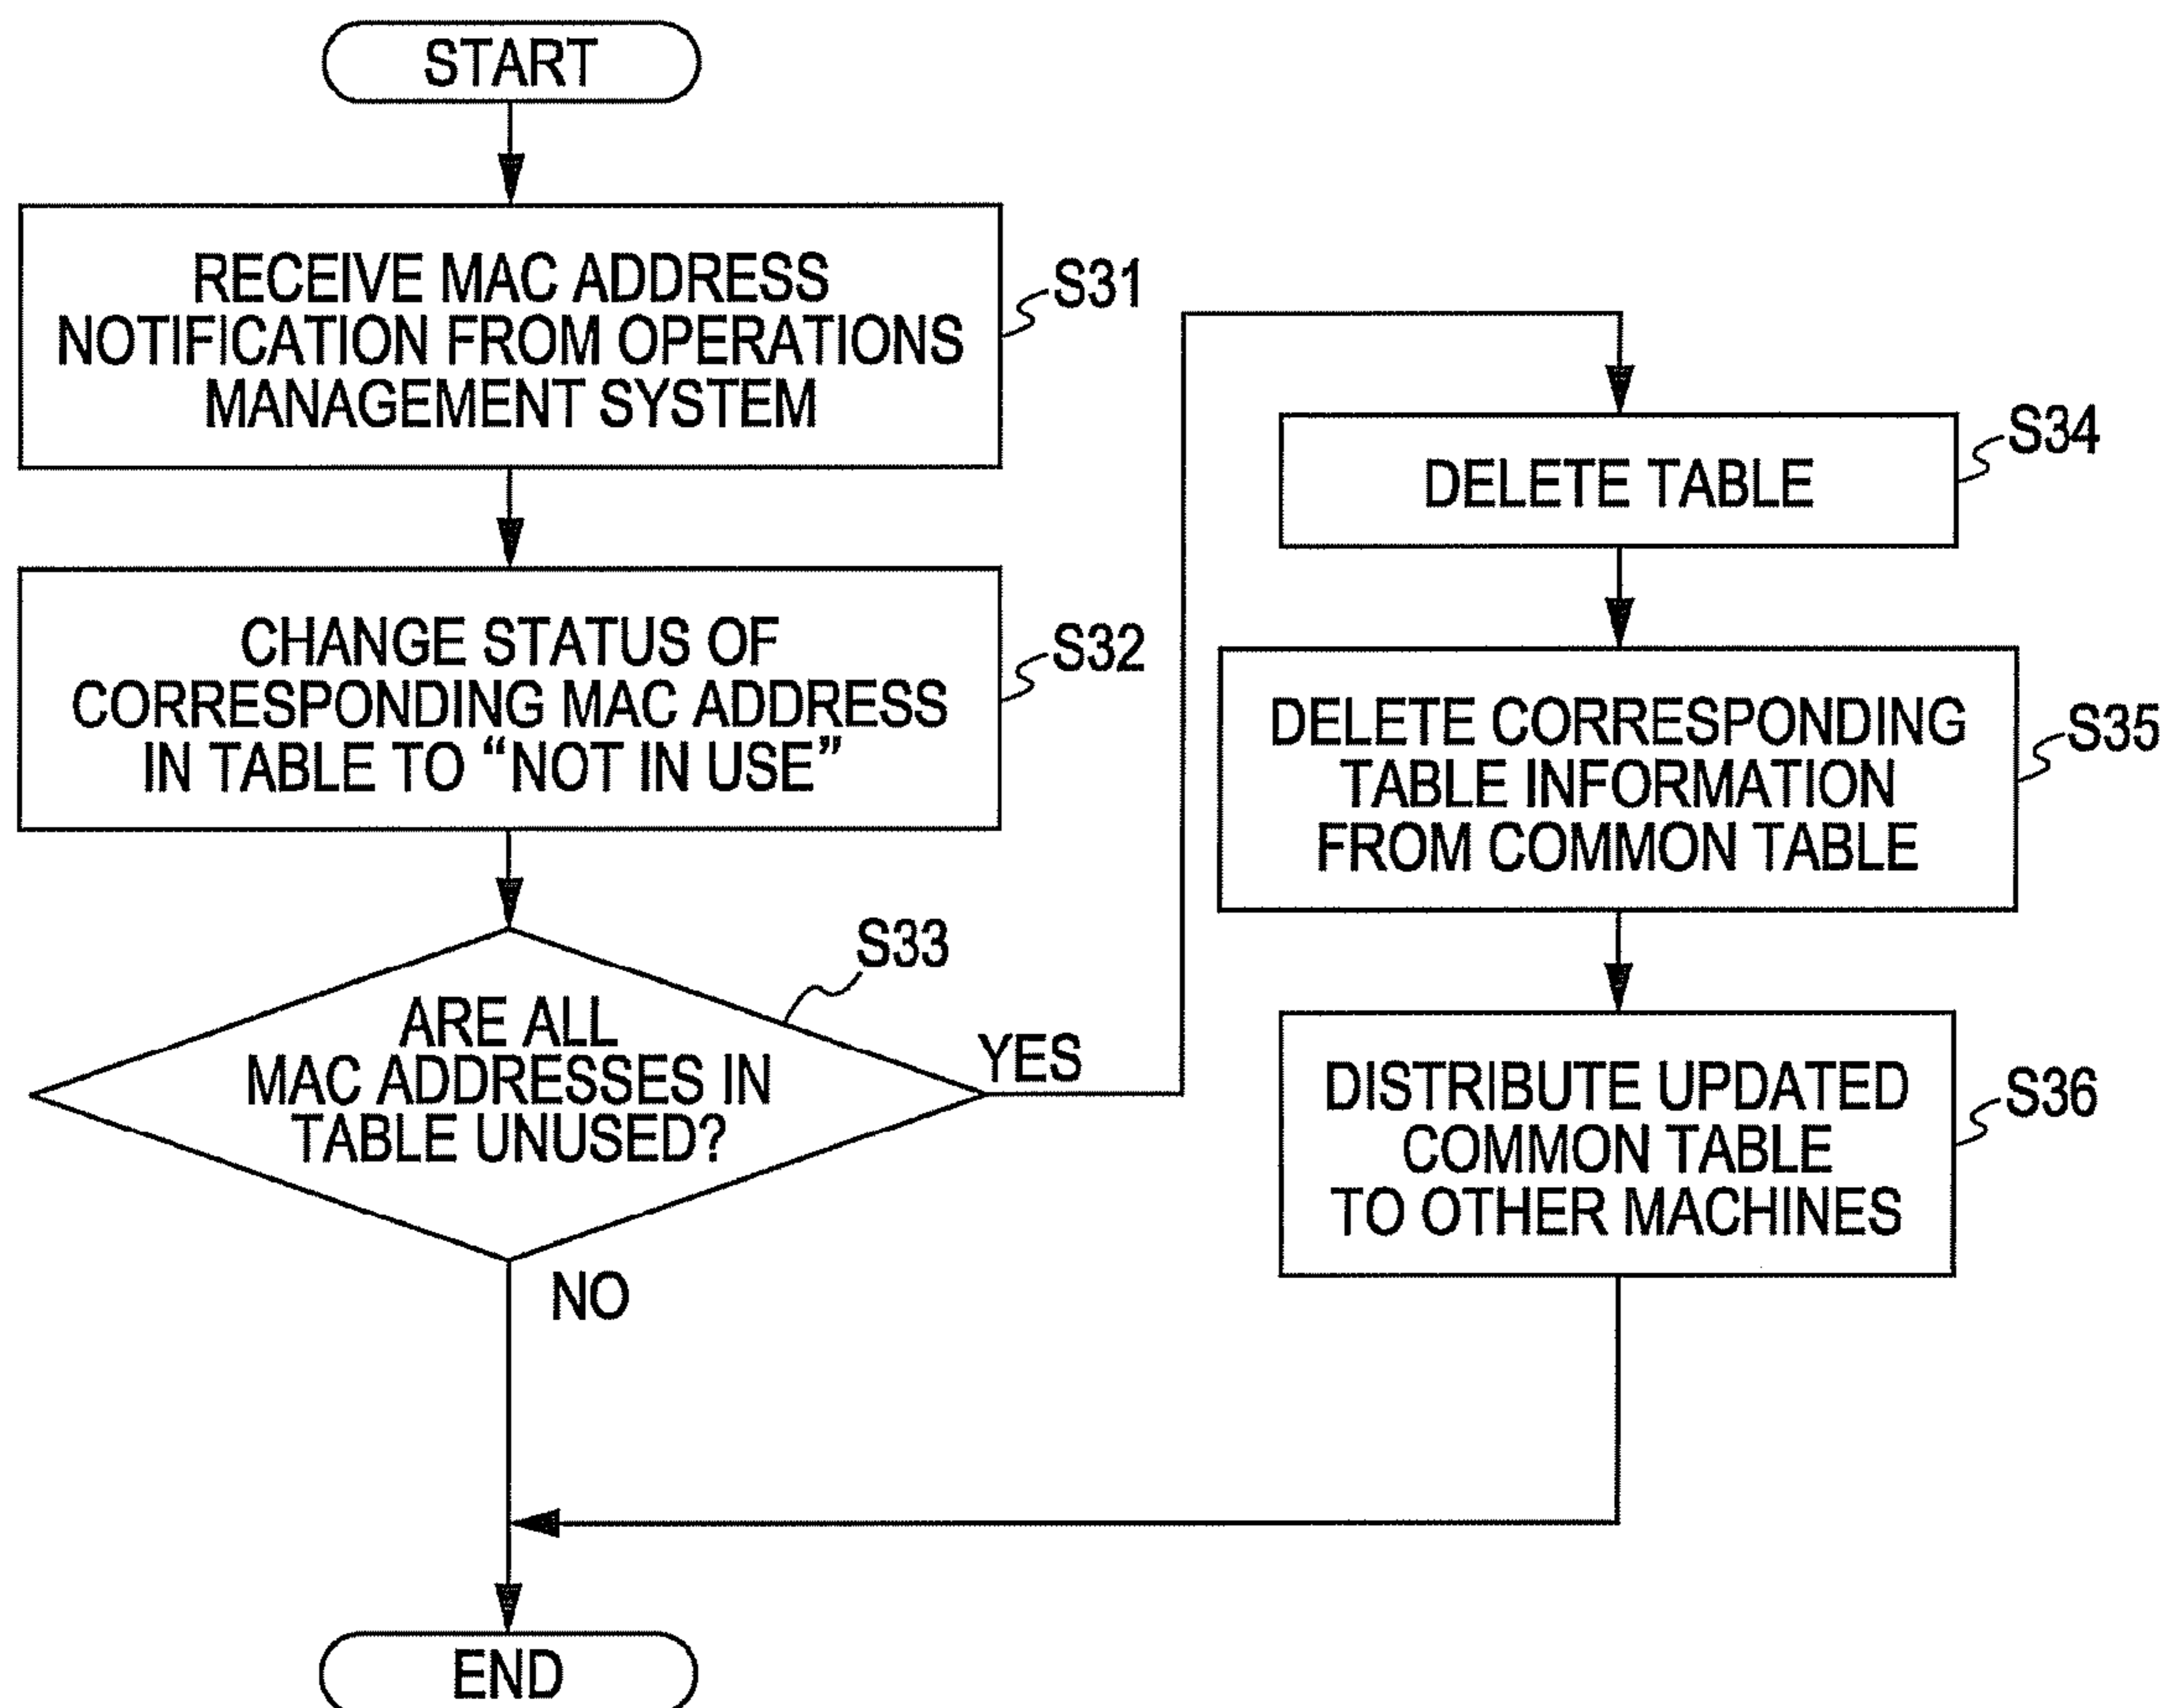 START
RECEIVE MAC ADDRESS
NOTIFICATION FROM OPERATIONS
MANAGEMENT SYSTEM
S31
CHANGE STATUS OF
CORRESPONDING MAC ADDRESS
IN TABLE TO “NOT IN USE”
S32
S33
ARE ALL
MAC ADDRESSES IN
TABLE UNUSED?
YES
NO
DELETE TABLE
S34
DELETE CORRESPONDING
TABLE INFORMATION
FROM COMMON TABLE
S35
DISTRIBUTE UPDATED
COMMON TABLE
TO OTHER MACHINES
S36
END